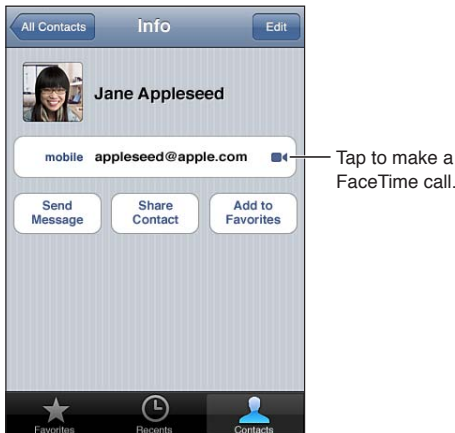 All Contacts Info Edit
Jane Appleseed
mobile appleseed@apple.com
Tap to make a
FaceTime call.
Send Message
Share Contact
Add to Favorites
Favorites Recents Contacts